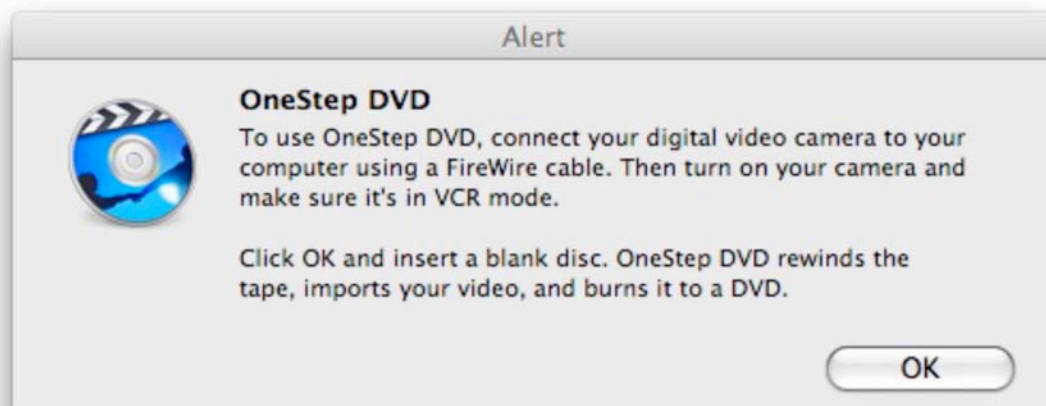 Alert
OneStep DVD
To use OneStep DVD, connect your digital video camera to your
computer using a FireWire cable. Then turn on your camera and
make sure it's in VCR mode.
Click OK and insert a blank disc. OneStep DVD rewinds the
tape, imports your video, and burns it to a DVD.
OK